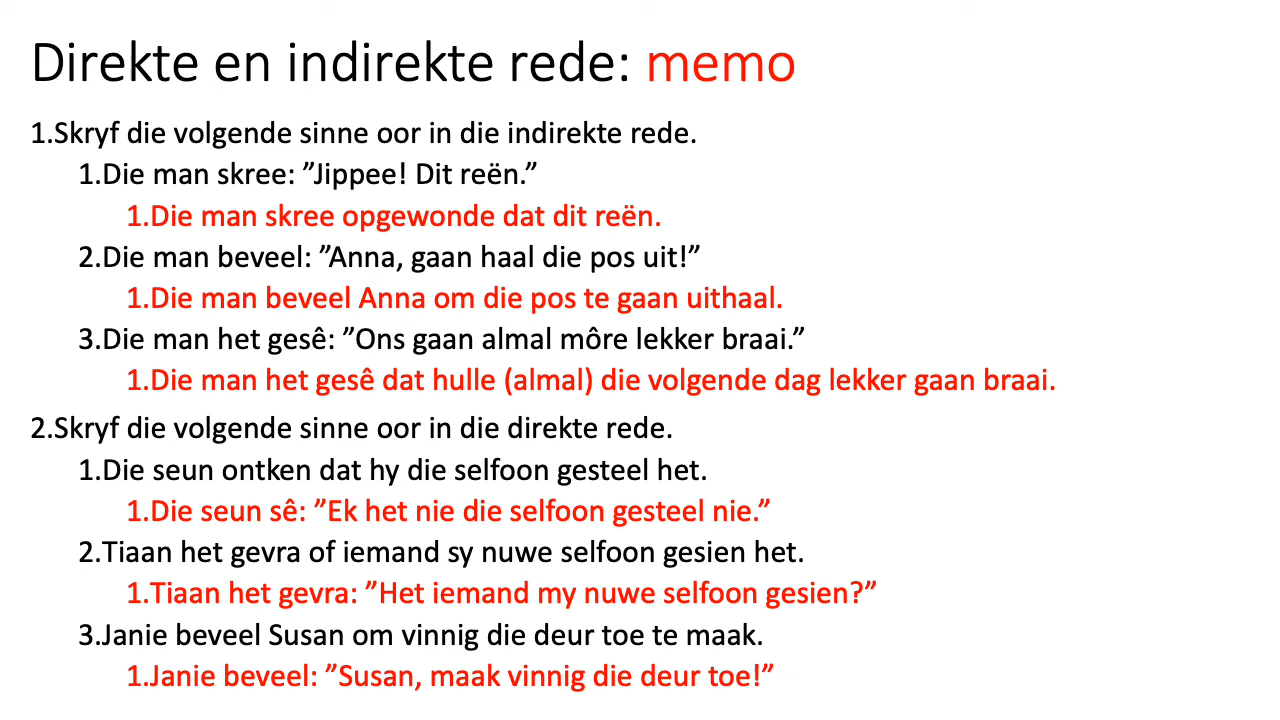 Direkte en indirekte rede: memo
1.Skryf die volgende sinne oor in die indirekte rede.
1.Die man skree: ”Jippee! Dit reën.”
1.Die man skree opgewonde dat dit reën.
2.Die man beveel: ”Anna, gaan haal die pos uit!”
1.Die man beveel Anna om die pos te gaan uithaal.
3.Die man het gesê: ”Ons gaan almal môre lekker braai.”
1.Die man het gesê dat hulle (almal) die volgende dag lekker gaan braai.
2.Skryf die volgende sinne oor in die direkte rede.
1.Die seun ontken dat hy die selfoon gesteel het.
1.Die seun sê: ”Ek het nie die selfoon gesteel nie.”
2.Tiaan het gevra of iemand sy nuwe selfoon gesien het.
1.Tiaan het gevra: ”Het iemand my nuwe selfoon gesien?”
3.Janie beveel Susan om vinnig die deur toe te maak.
1.Janie beveel: ”Susan, maak vinnig die deur toe!”